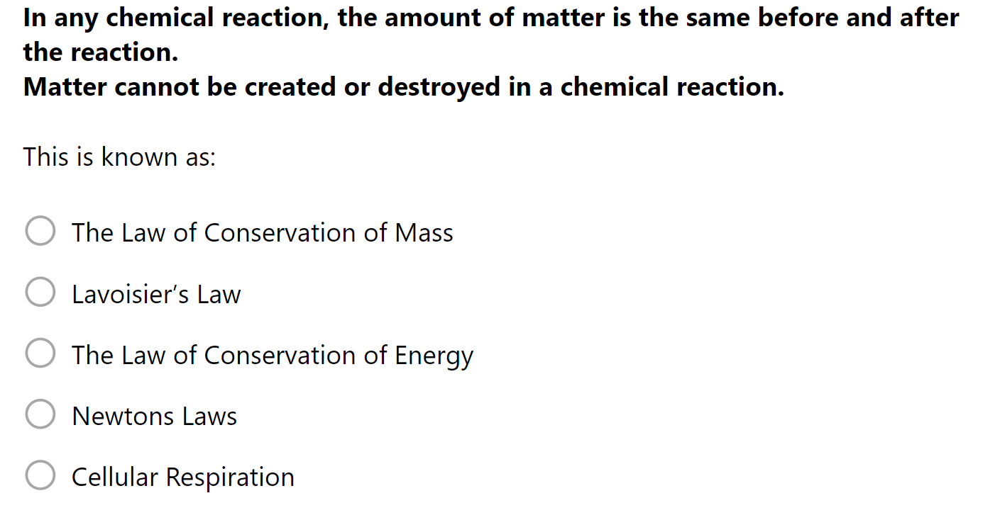 In any chemical reaction, the amount of matter is the same before and after
the reaction.
Matter cannot be created or destroyed in a chemical reaction.
This is known as:
The Law of Conservation of Mass
Lavoisier’s Law
The Law of Conservation of Energy
Newtons Laws
Cellular Respiration